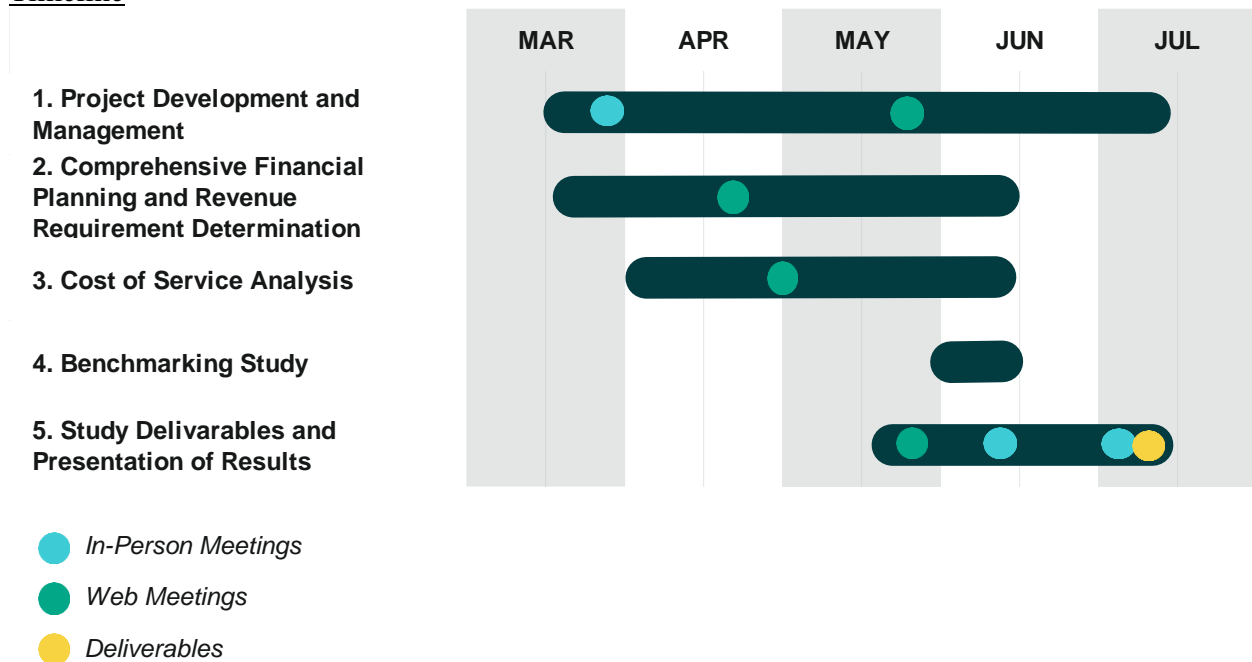 MAR APR MAY JUN JUL
1. Project Development and
Management
2. Comprehensive Financial
Planning and Revenue
Requirement Determination
3. Cost of Service Analysis
4. Benchmarking Study
5. Study Delivarables and
Presentation of Results
In-Person Meetings
Web Meetings
Deliverables